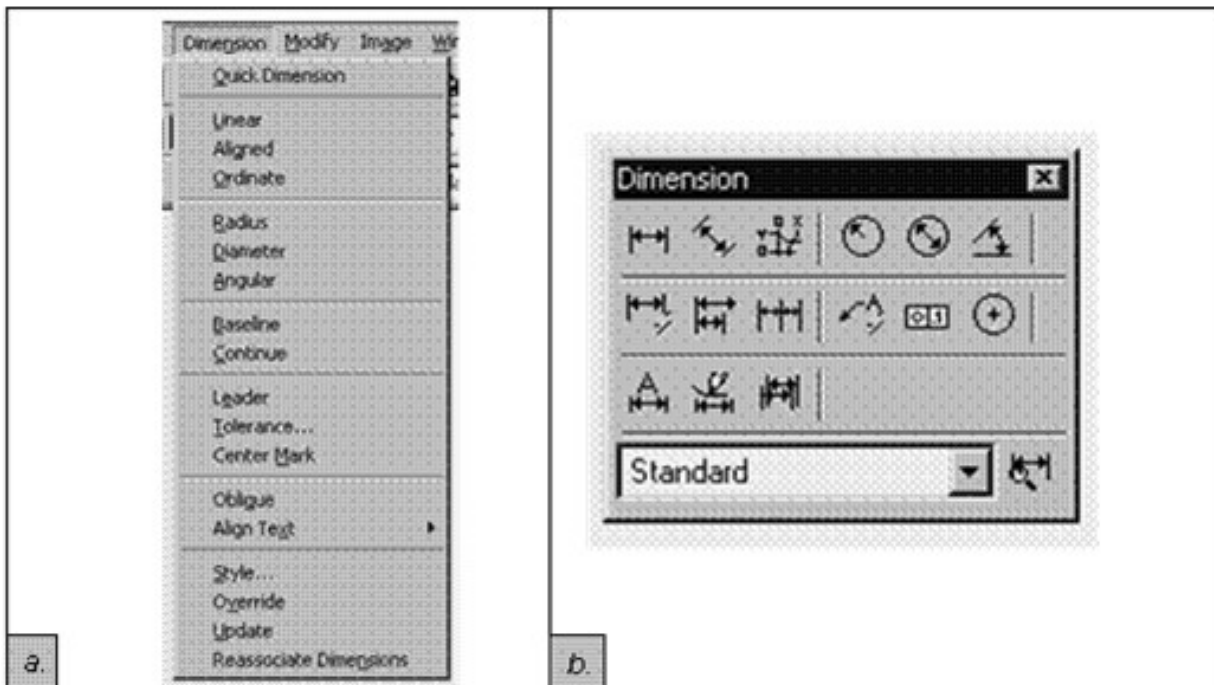 Dimension Modify Image Wir
Quick Dimension
Linear
Aligned
Ordinate
Radius
Diameter
Angular
Baseline
Continue
Leader
Tolerance...
Center Mark
Oblique
Align Text
Style...
Override
Update
Reassociate Dimensions
a.
Dimension
Standard
b.